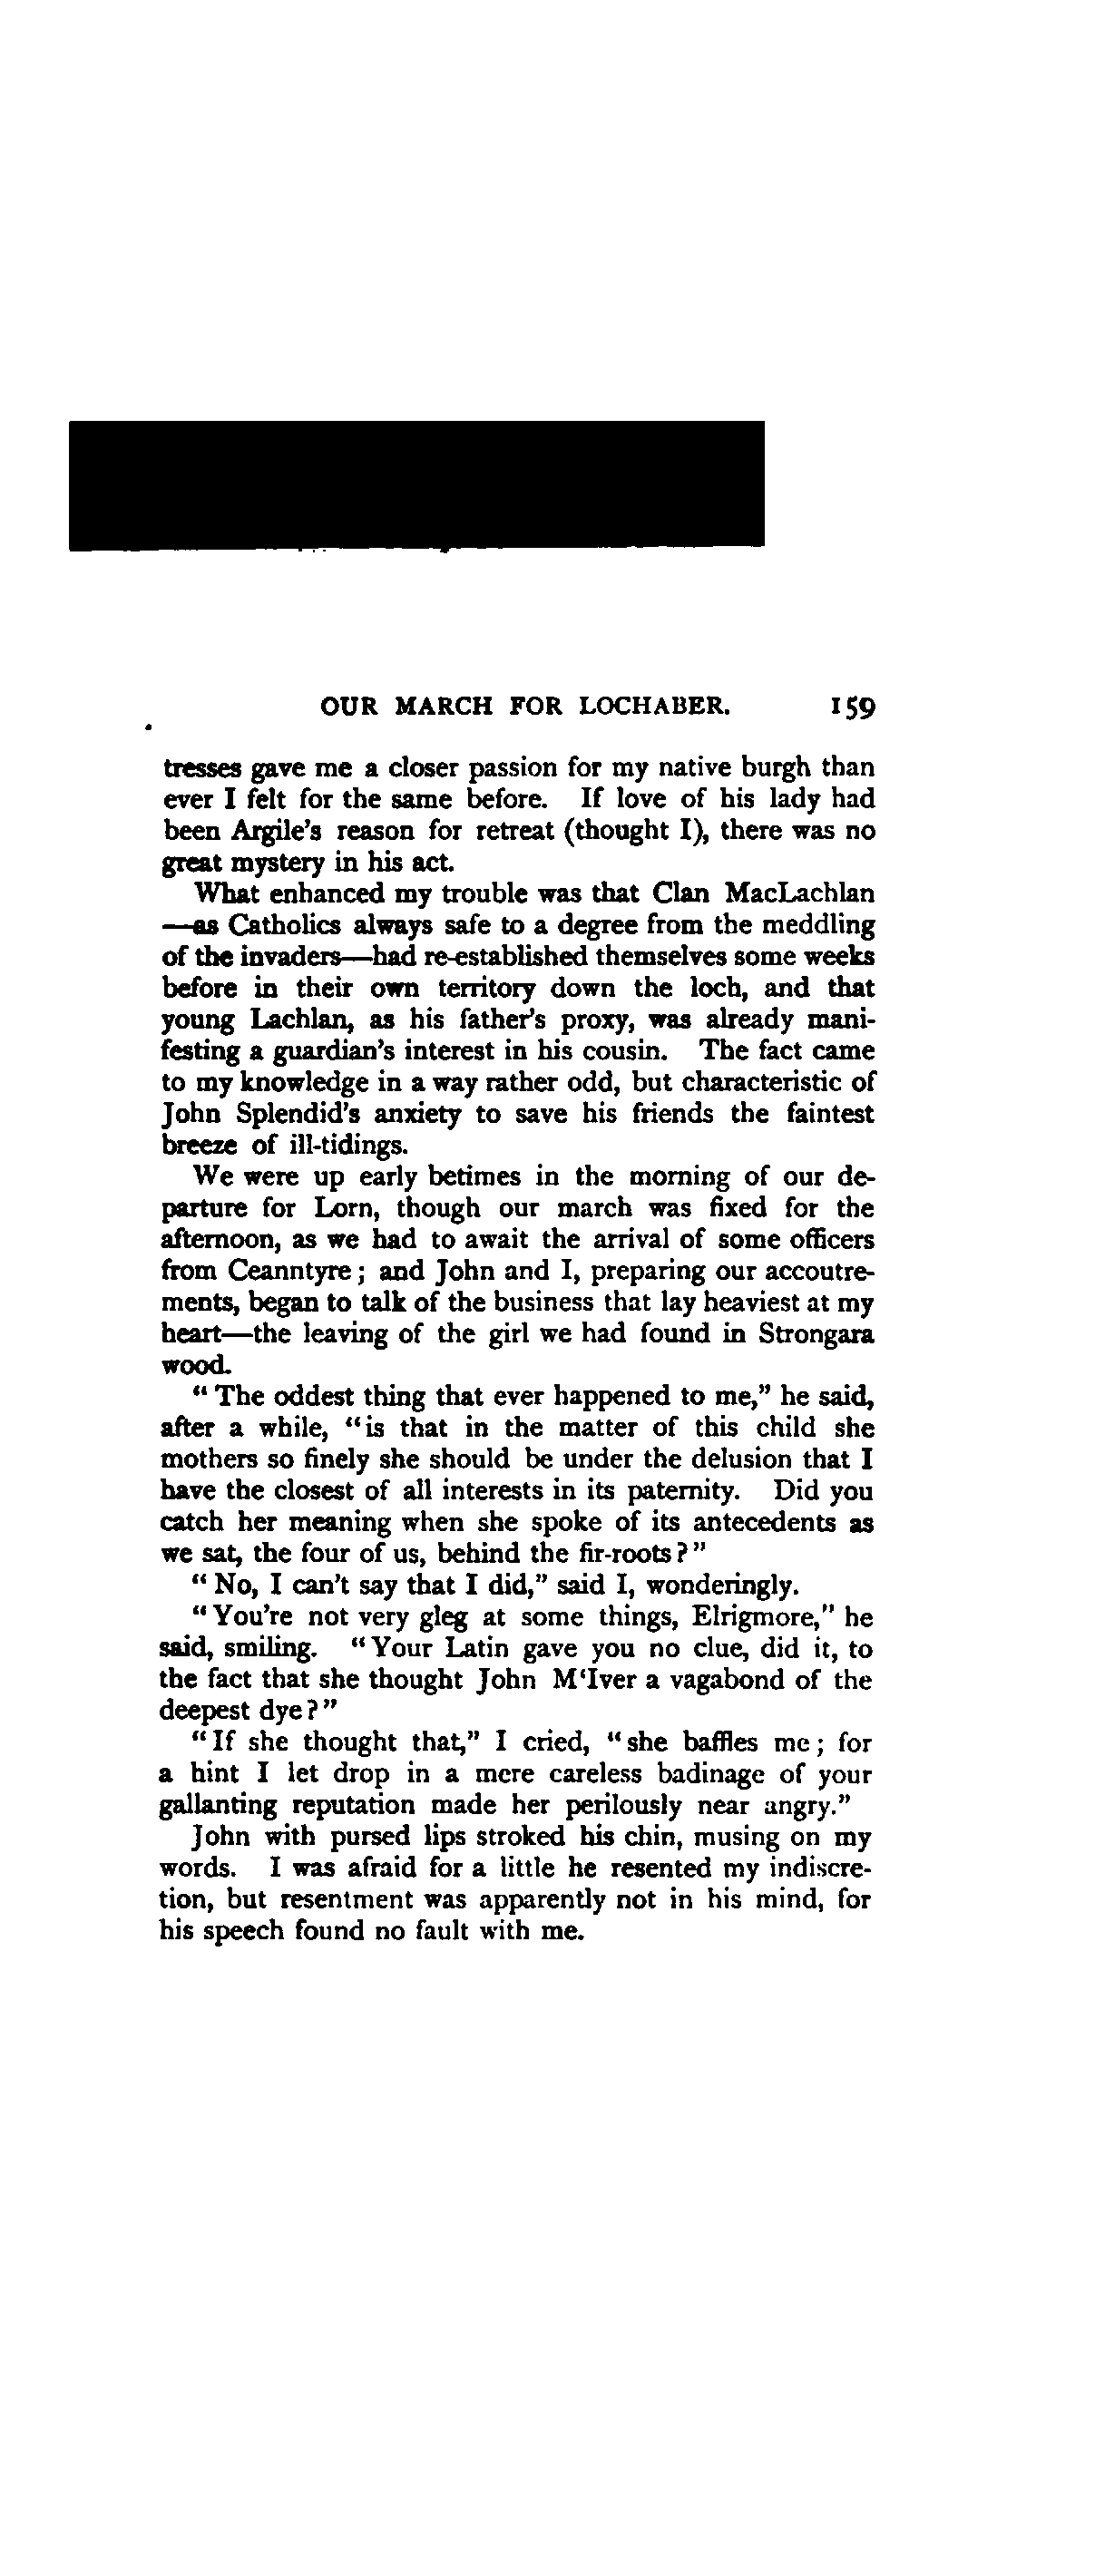 OUR MARCH FOR LOCHABER. 159
tresses gave me a closer passion for my native burgh than
ever I felt for the same before. If love of his lady had
been Argile's reason for retreat (thought I), there was no
great mystery in his act.
What enhanced my trouble was that Clan MacLachlan
—as Catholics always safe to a degree from the meddling
of the invaders—had re-established themselves some weeks
before in their own territory down the loch, and that
young Lachlan, as his father's proxy, was already mani-
festing a guardian's interest in his cousin. The fact came
to my knowledge in a way rather odd, but characteristic of
John Splendid's anxiety to save his friends the faintest
breeze of ill-tidings.
We were up early betimes in the morning of our de-
parture for Lorn, though our march was fixed for the
afternoon, as we had to await the arrival of some officers
from Ceanntyre; and John and I, preparing our accoutre-
ments, began to talk of the business that lay heaviest at my
heart—the leaving of the girl we had found in Strongara
wood.
"The oddest thing that ever happened to me," he said,
after a while, "is that in the matter of this child she
mothers so finely she should be under the delusion that I
have the closest of all interests in its paternity. Did you
catch her meaning when she spoke of its antecedents as
we sat, the four of us, behind the fir-roots?"
"No, I can't say that I did," said I, wonderingly.
"You're not very gleg at some things, Elrigmore," he
said, smiling. "Your Latin gave you no clue, did it, to
the fact that she thought John M'Iver a vagabond of the
deepest dye?"
"If she thought that," I cried, "she baffles me; for
a hint I let drop in a mere careless badinage of your
gallanting reputation made her perilously near angry."
John with pursed lips stroked his chin, musing on my
words. I was afraid for a little he resented my indiscre-
tion, but resentment was apparently not in his mind, for
his speech found no fault with me.